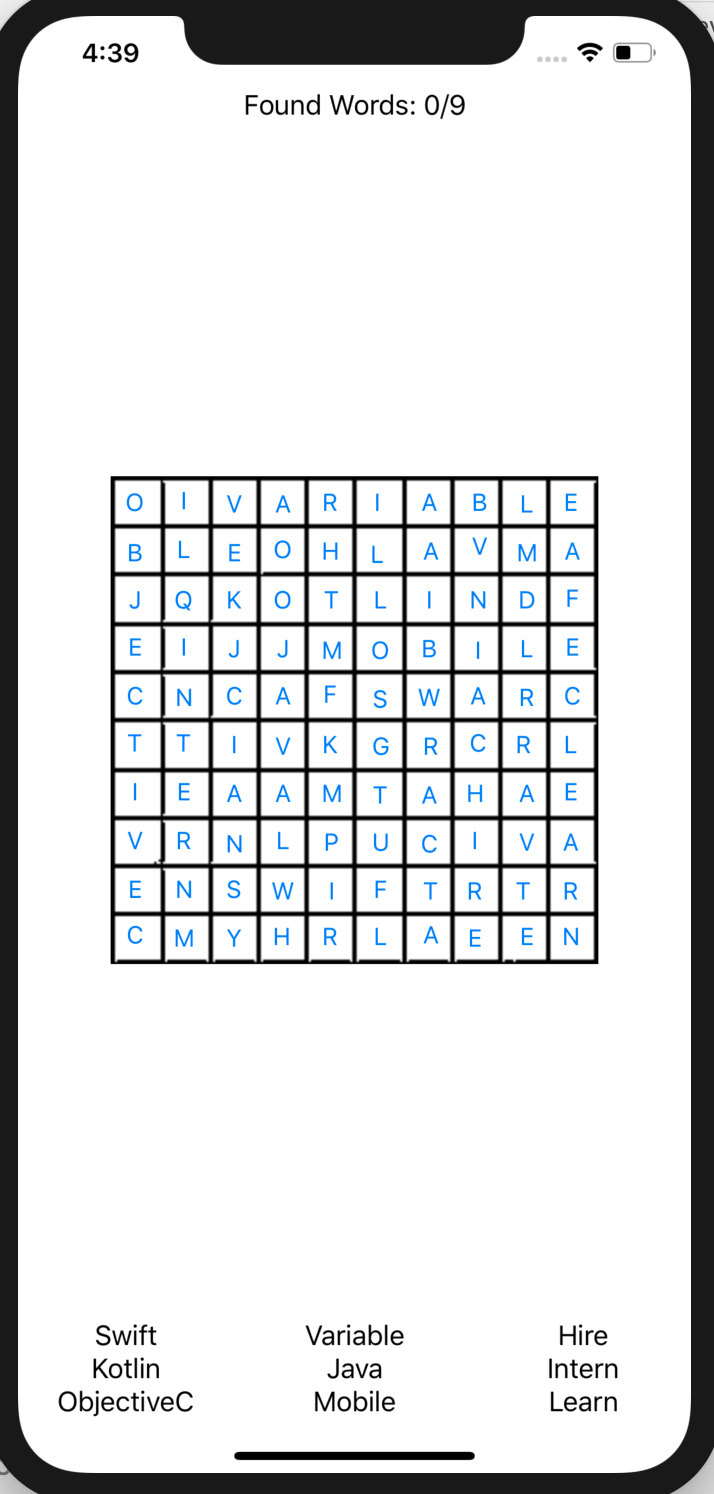 4:39
Found Words: 0/9
O I V A R I A B L E
B L E O H L A V M A
J Q K O T L I N D F
E I J J M O B I L E
C N C A F S W A R C
T T I V K G R C R L
I E A A M T A H A E
V R N L P U C I V A
E N S W I F T R T R
C M Y H R L A E E N
Swift Variable Hire
Kotlin Java Intern
ObjectiveC Mobile Learn